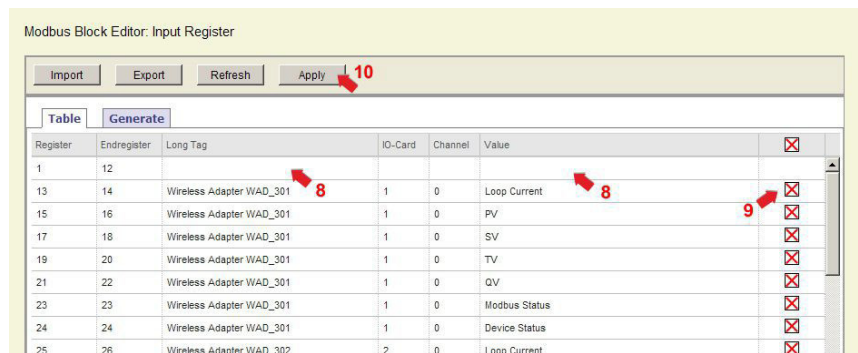 Modbus Block Editor: Input Register
Import Export Refresh Apply 10
Table Generate
Register Endregister Long Tag IO-Card Channel Value
1 12
8 8
13 14 Wireless Adapter WAD_301 1 0 Loop Current
9
15 16 Wireless Adapter WAD_301 1 0 PV
17 18 Wireless Adapter WAD_301 1 0 SV
19 20 Wireless Adapter WAD_301 1 0 TV
21 22 Wireless Adapter WAD_301 1 0 QV
23 23 Wireless Adapter WAD_301 1 0 Modbus Status
24 24 Wireless Adapter WAD_301 1 0 Device Status
25 26 Wireless Adapter WAD_302 2 0 Loop Current